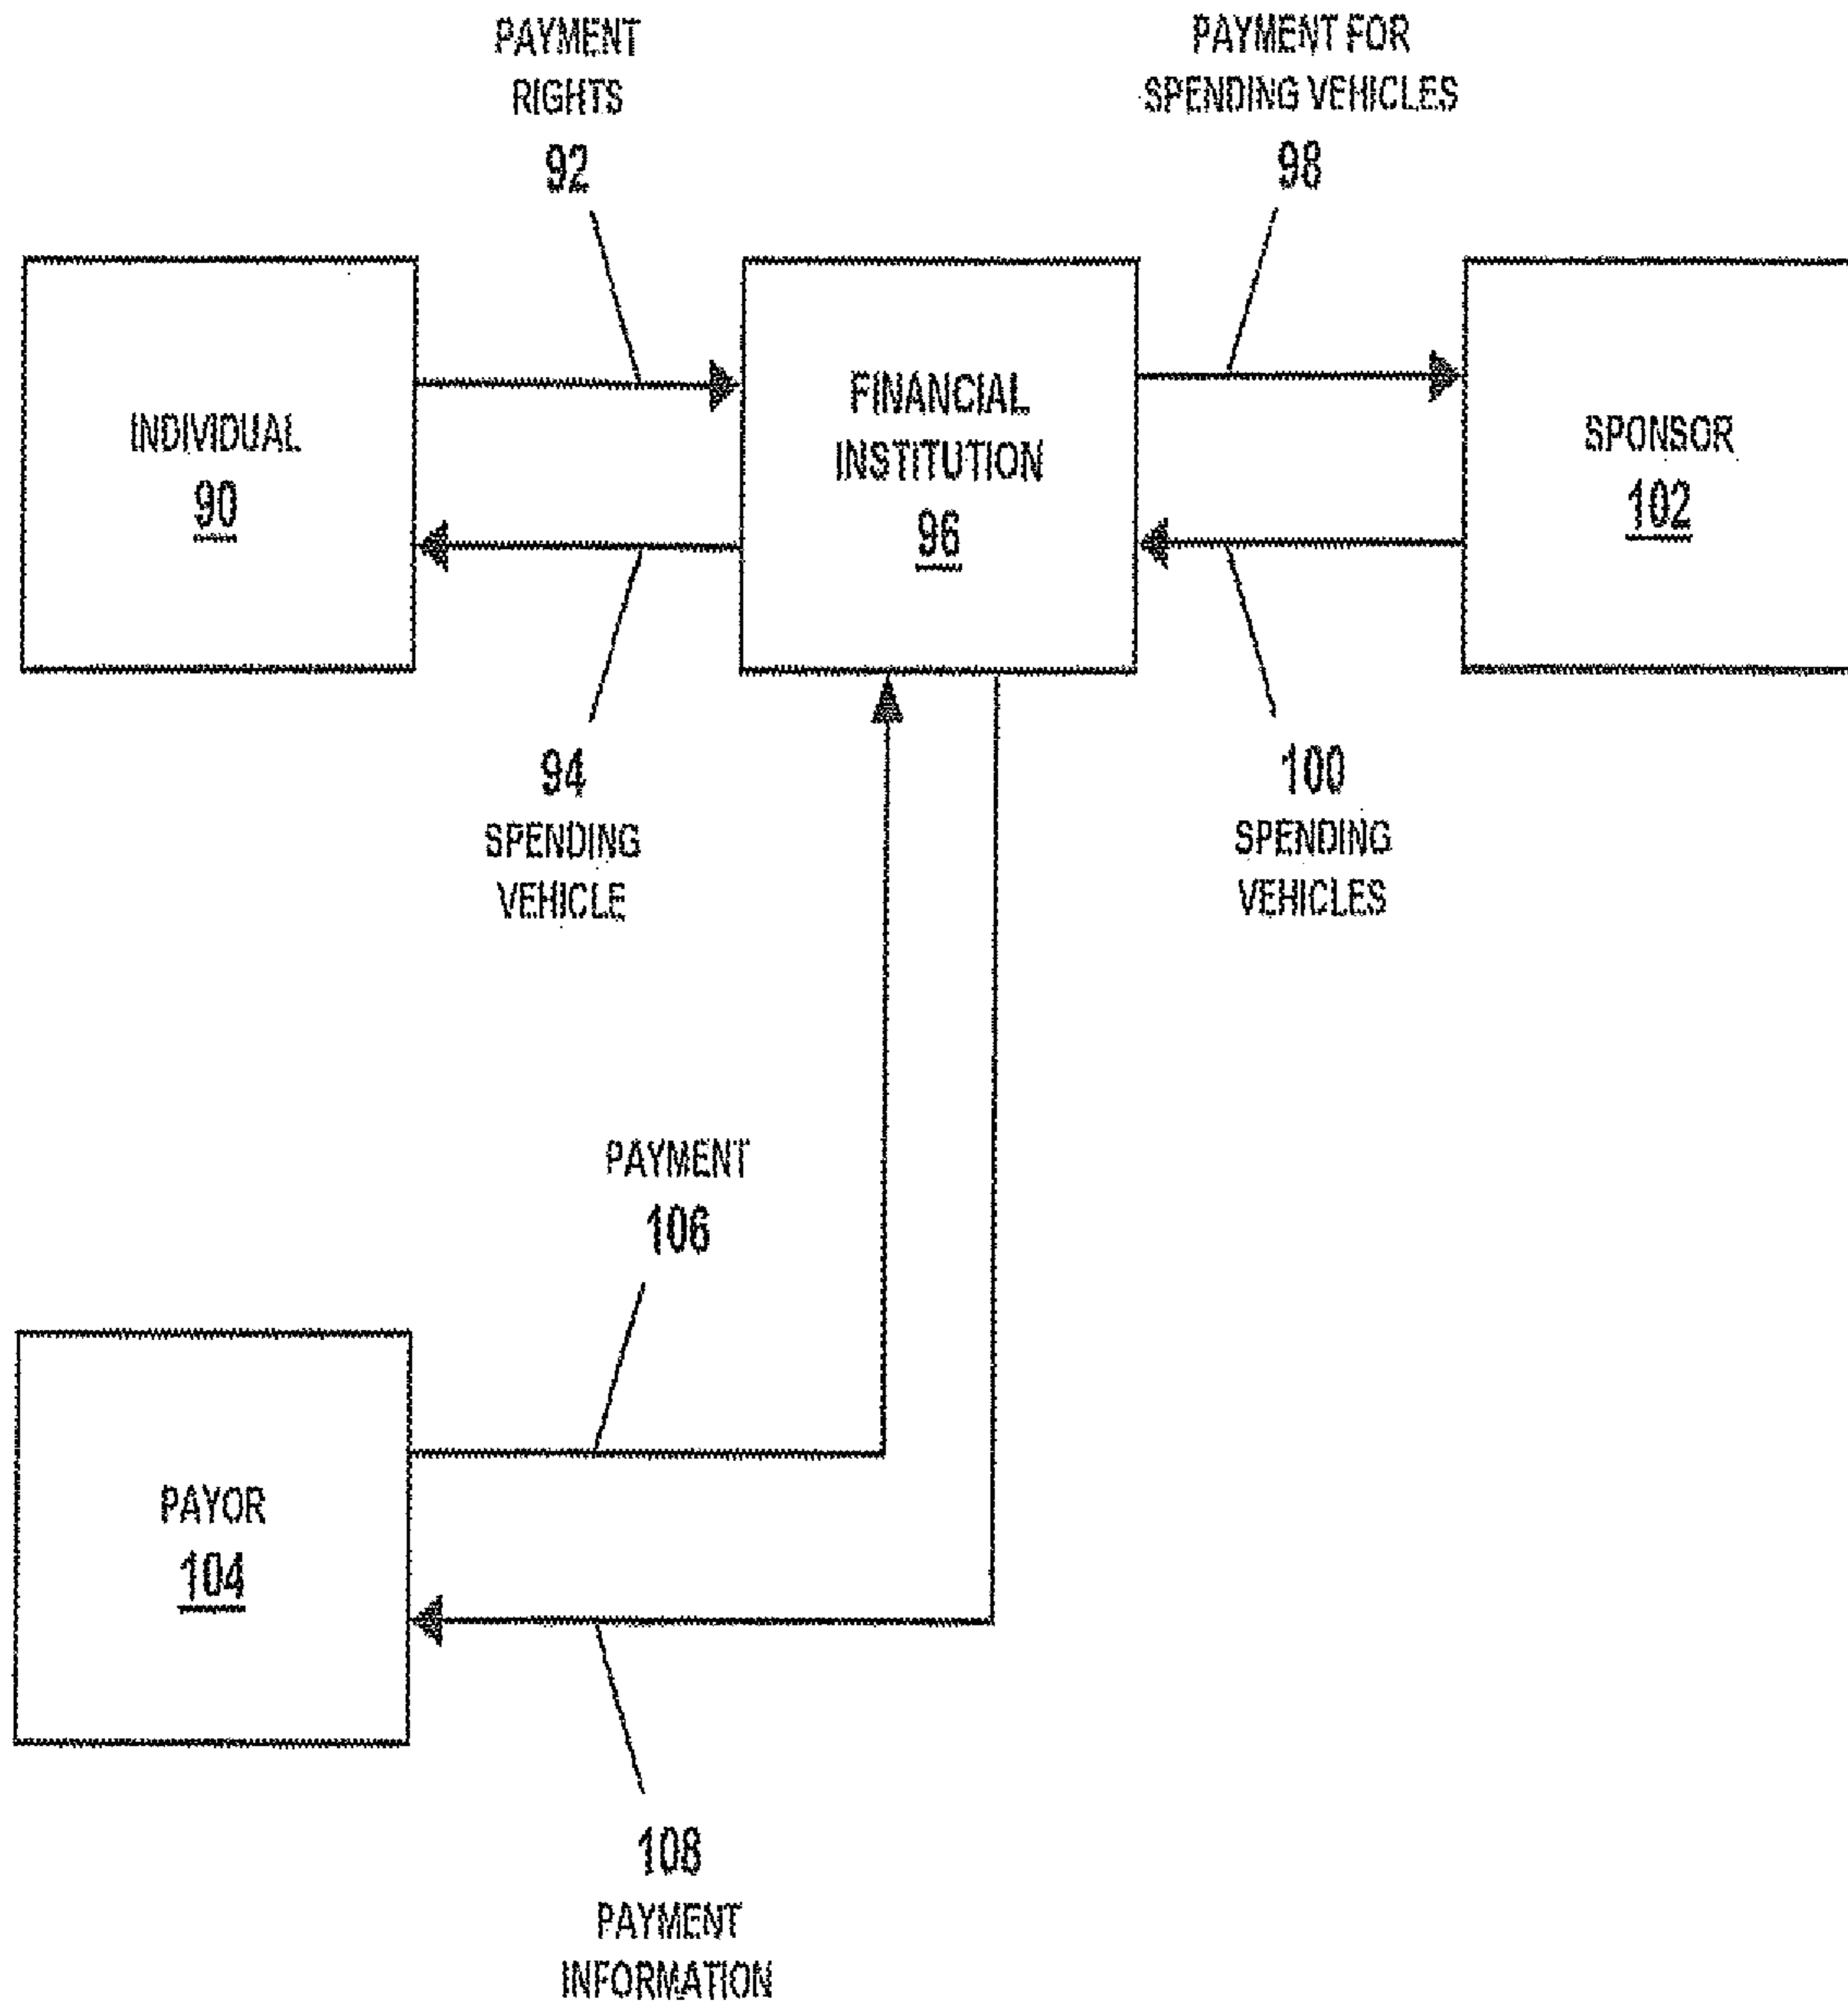 PAYMENT
RIGHTS
92
PAYMENT FOR
SPENDING VEHICLES
98
INDIVIDUAL
90
FINANCIAL
INSTITUTION
96
SPONSOR
102
94
SPENDING
VEHICLE
100
SPENDING
VEHICLES
PAYMENT
106
PAYOR
104
108
PAYMENT
INFORMATION